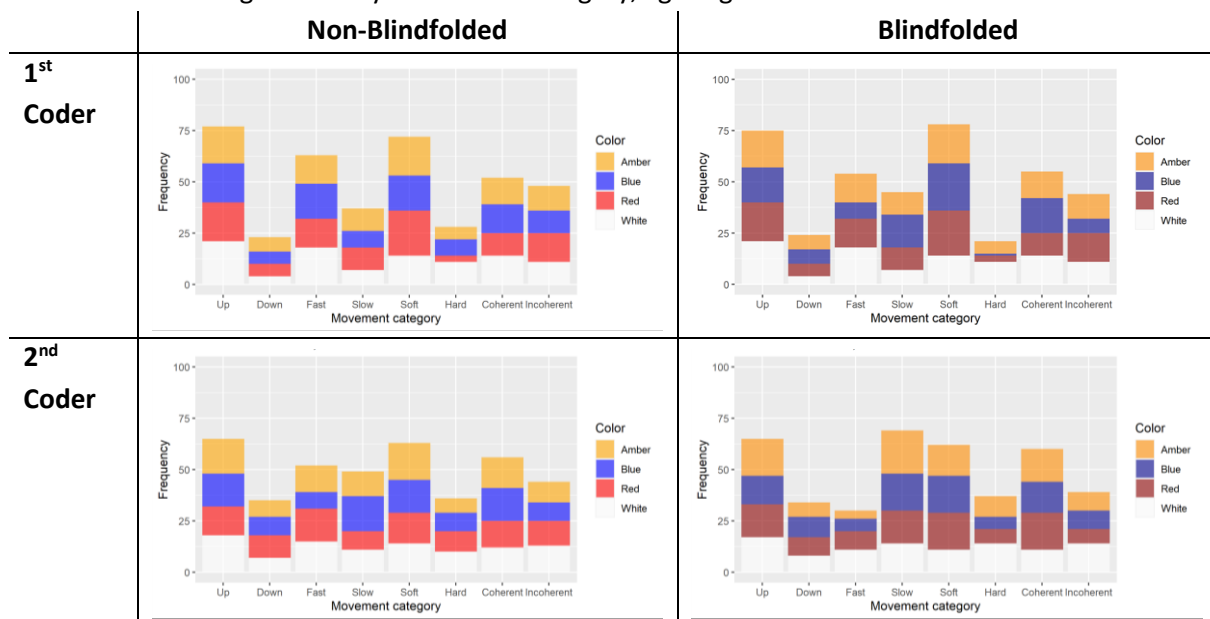 Non-Blindfolded
Blindfolded
1st
Coder
100
75
50
25
0
Frequency
Up Down Fast Slow Soft Hard Coherent Incoherent
Movement category
Color
Amber
Blue
Red
White
100
75
50
25
0
Frequency
Up Down Fast Slow Soft Hard Coherent Incoherent
Movement category
Color
Amber
Blue
Red
White
2nd
Coder
100
75
50
25
0
Frequency
Up Down Fast Slow Soft Hard Coherent Incoherent
Movement category
Color
Amber
Blue
Red
White
100
75
50
25
0
Frequency
Up Down Fast Slow Soft Hard Coherent Incoherent
Movement category
Color
Amber
Blue
Red
White